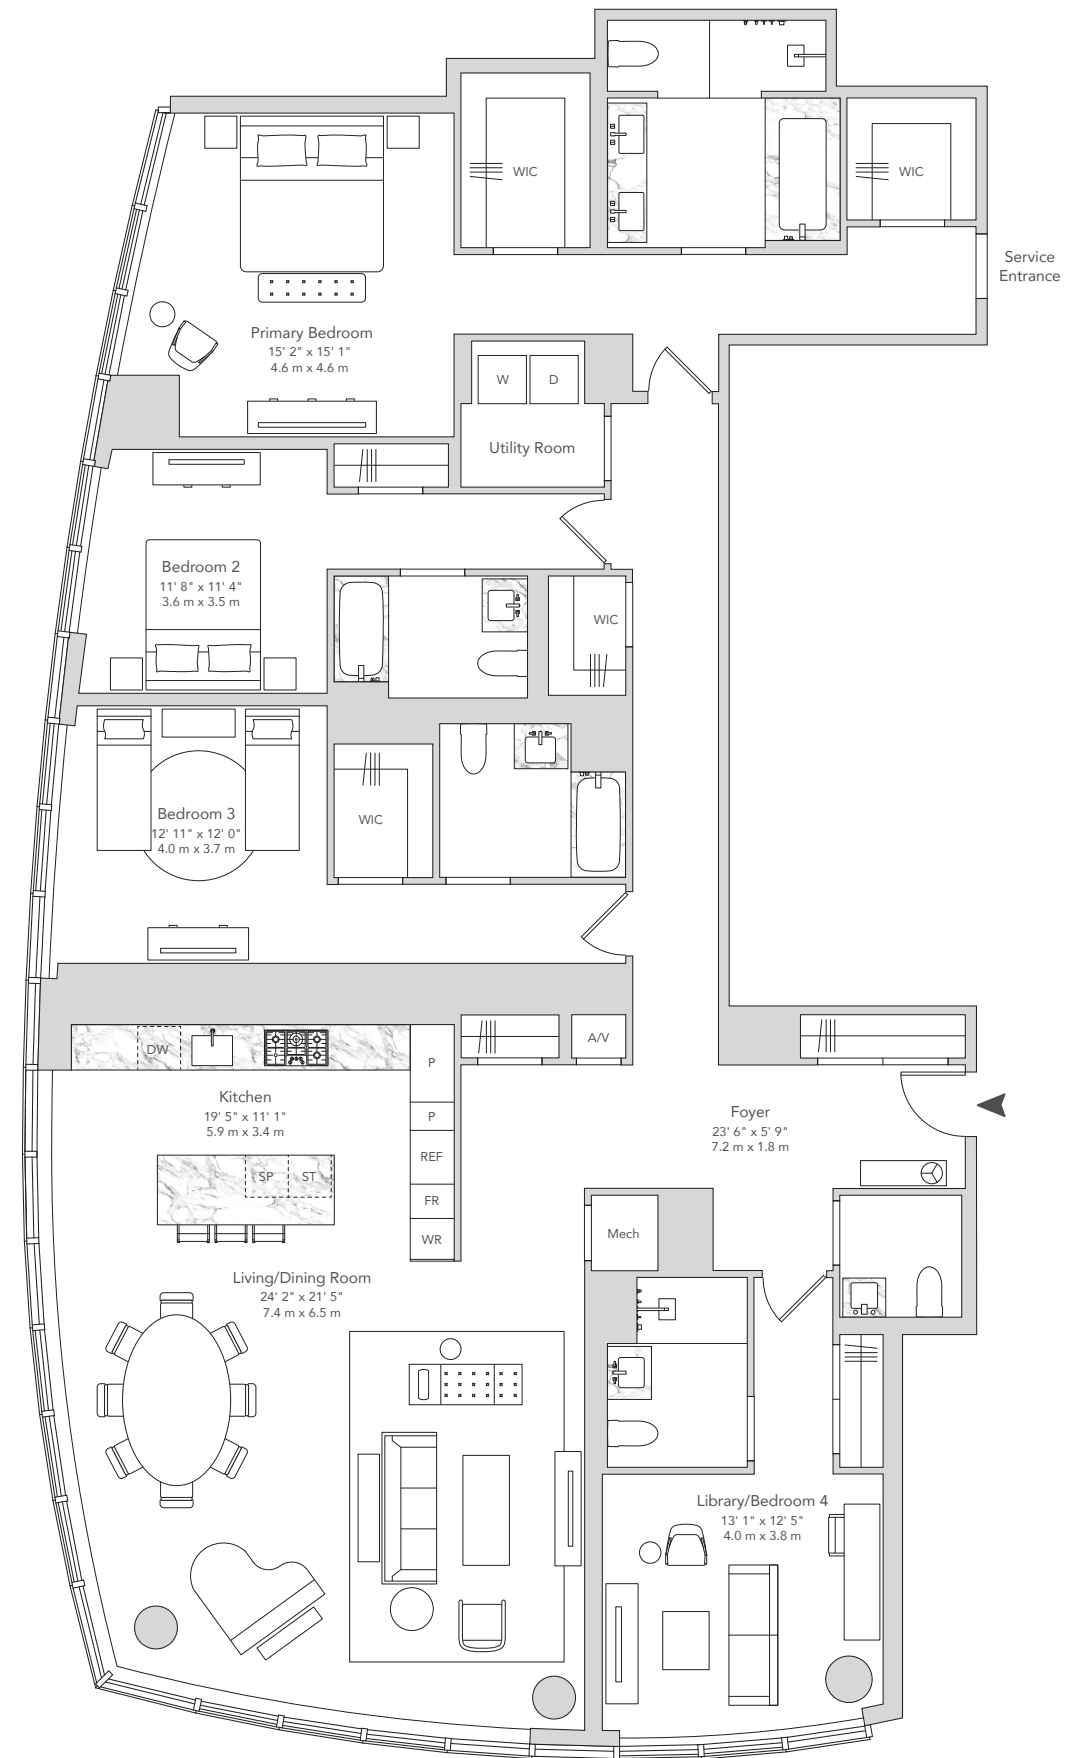 WIC
WIC
Service
Entrance
Primary Bedroom
15' 2" x 15' 1"
4.6 m x 4.6 m
W
D
Utility Room
Bedroom 2
11' 8" x 11' 4"
3.6 m x 3.5 m
WIC
Bedroom 3
12' 11" x 12' 0"
4.0 m x 3.7 m
WIC
DW
P
A/V
Kitchen
19' 5" x 11' 1"
5.9 m x 3.4 m
P
Foyer
23' 6" x 5' 9"
7.2 m x 1.8 m
REF
SP
ST
FR
WR
Mech
Living/Dining Room
24' 2" x 21' 5"
7.4 m x 6.5 m
Library/Bedroom 4
13' 1" x 12' 5"
4.0 m x 3.8 m